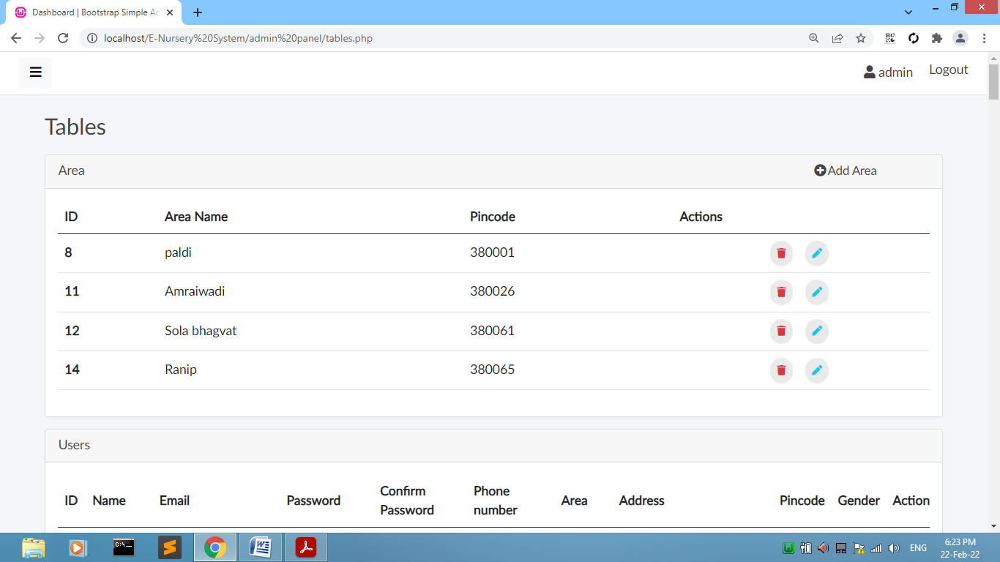 Dashboard | Bootstrap Simple Ad
localhost/E-Nursery%20System/admin%20panel/tables.php
admin Logout
Tables
Area Add Area
ID Area Name Pincode Actions
8 paldi 380001
11 Amraiwadi 380026
12 Sola bhagvat 380061
14 Ranip 380065
Users
ID Name Email Password Confirm Password Phone number Area Address Pincode Gender Action
ENG
6:23 PM
22-Feb-22